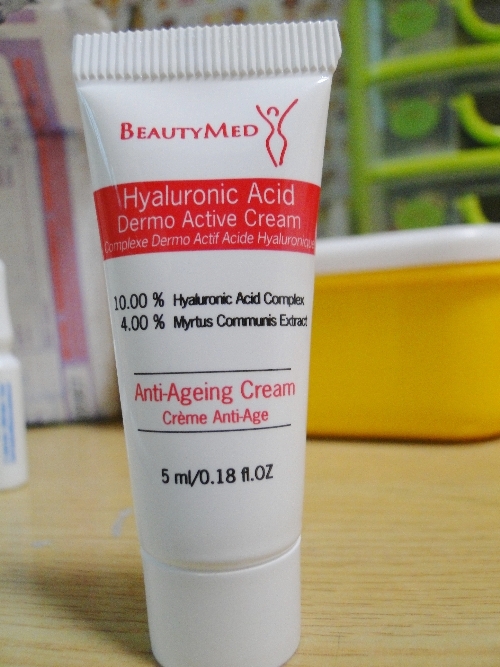 BEAUTYMED
Hyaluronic Acid
Dermo Active Cream
Complexe Dermo Actif Acide Hyaluronique
10.00 % Hyaluronic Acid Complex
4.00 % Myrtus Communis Extract
Anti-Ageing Cream
Crème Anti-Age
5 ml/0.18 fl.OZ